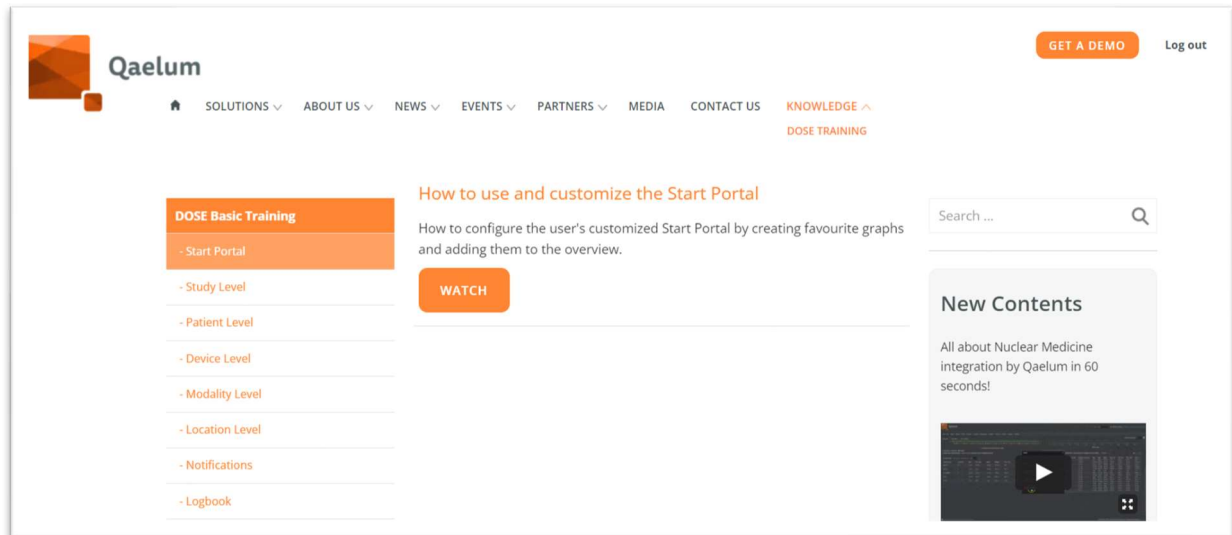 GET A DEMO
Log out
Qaelum
SOLUTIONS
ABOUT US
NEWS
EVENTS
PARTNERS
MEDIA
CONTACT US
KNOWLEDGE
DOSE TRAINING
DOSE Basic Training
- Start Portal
- Study Level
- Patient Level
- Device Level
- Modality Level
- Location Level
- Notifications
- Logbook
How to use and customize the Start Portal
How to configure the user's customized Start Portal by creating favourite graphs
and adding them to the overview.
WATCH
Search ...
New Contents
All about Nuclear Medicine
integration by Qaelum in 60
seconds!